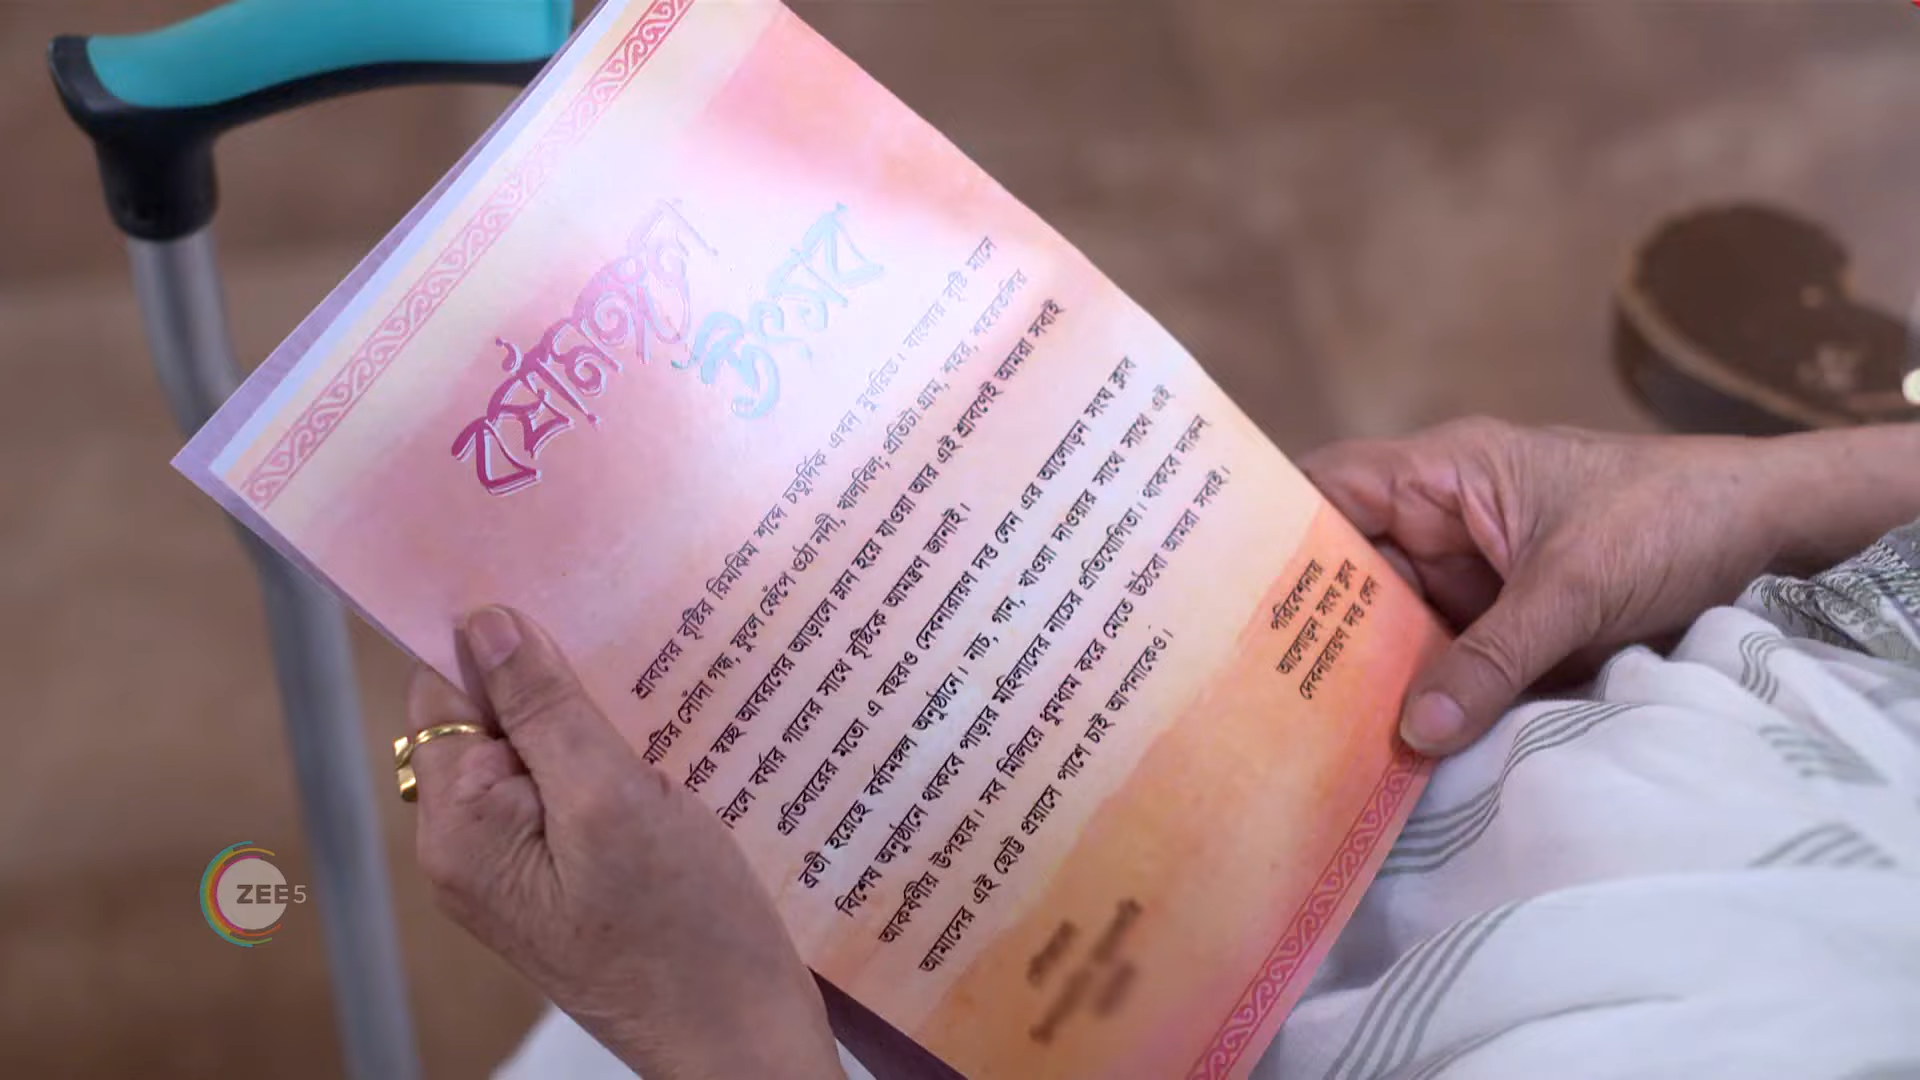 বর্ষামঙ্গল
উৎসব
শ্রাবণের বৃষ্টির রিমঝিম শব্দে চতুর্দিক এখন মুখরিত। বাংলায় বৃষ্টি মানে
মাটির সোঁদা গন্ধ, ফুলে ফেঁপে ওঠা নদী, খালবিল; প্রতিটা গ্রাম, শহর, শহরতলির
বর্ষার স্বচ্ছ আবরণের আড়ালে ম্লান হয়ে যাওয়া আর এই শ্রাবণেই আমরা সবাই
মিলে বর্ষার গানের সাথে বৃষ্টিকে আমন্ত্রণ জানাই।
প্রতিবারের মতো এ বছরও দেবনারায়ণ দত্ত লেন এর আলোড়ন সংঘ ক্লাব
ব্রতী হয়েছে বর্ষামঙ্গল অনুষ্ঠানে। নাচ, গান, খাওয়া দাওয়ার সাথে সাথে এই
বিশেষ অনুষ্ঠানে থাকবে পাড়ার মহিলাদের নাচের প্রতিযোগিতা। থাকবে দারুন
আকর্ষণীয় উপহার। সব মিলিয়ে ধুমধাম করে মেতে উঠবো আমরা সবাই।
আমাদের এই ছোট্ট প্রয়াসে পাশে চাই আপনাকেও।
পরিবেশনায়
আলোড়ন সংঘ ক্লাব
দেবনারায়ণ দত্ত লেন
ZEE5